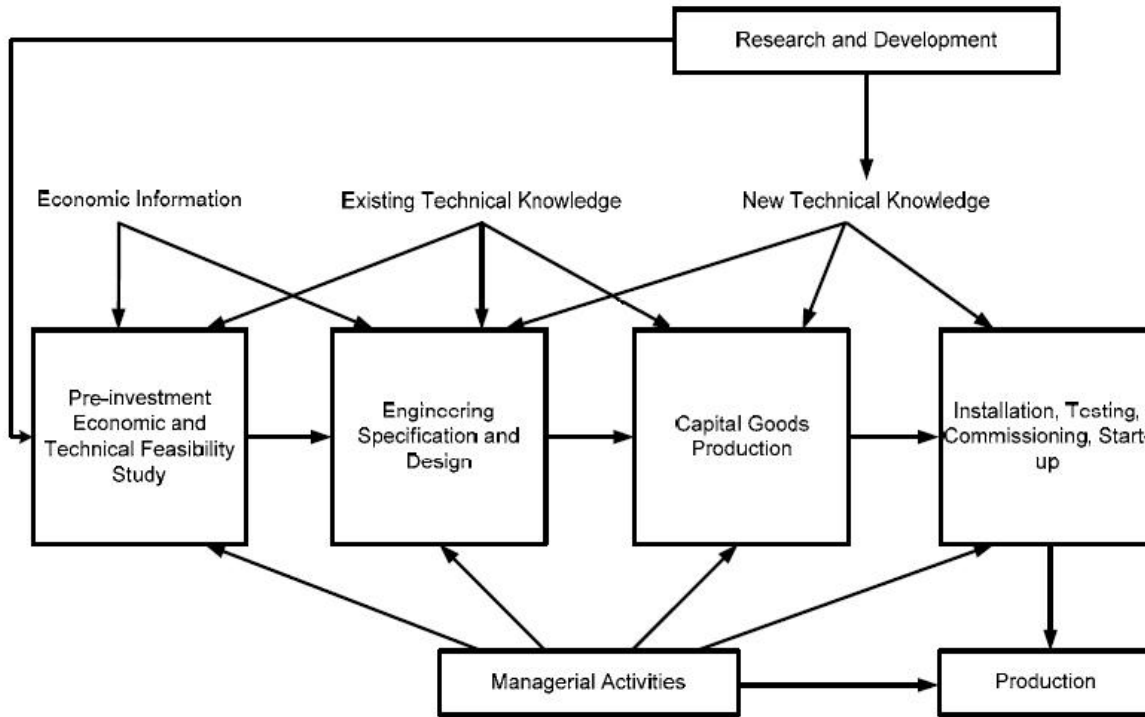 Research and Development
Economic Information
Existing Technical Knowledge
New Technical Knowledge
Pre-investment
Economic and
Technical Feasibility
Study
Engineering
Specification and
Design
Capital Goods
Production
Installation, Testing,
Commissioning, Start-
up
Managerial Activities
Production